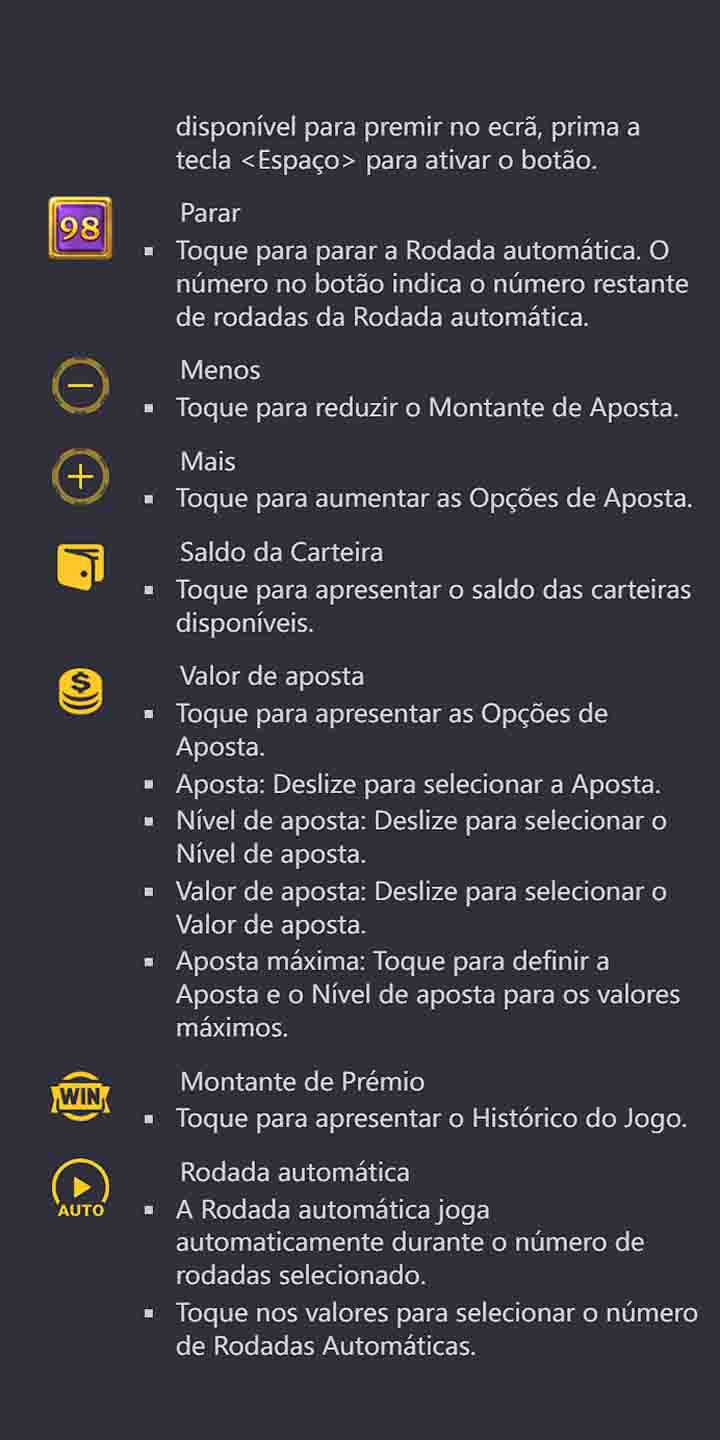 disponível para premir no ecrã, prima a
tecla <Espaço> para ativar o botão.
98
Parar
▪ Toque para parar a Rodada automática. O
número no botão indica o número restante
de rodadas da Rodada automática.
Menos
▪ Toque para reduzir o Montante de Aposta.
Mais
▪ Toque para aumentar as Opções de Aposta.
Saldo da Carteira
▪ Toque para apresentar o saldo das carteiras
disponíveis.
$
Valor de aposta
▪ Toque para apresentar as Opções de
Aposta.
▪ Aposta: Deslize para selecionar a Aposta.
▪ Nível de aposta: Deslize para selecionar o
Nível de aposta.
▪ Valor de aposta: Deslize para selecionar o
Valor de aposta.
▪ Aposta máxima: Toque para definir a
Aposta e o Nível de aposta para os valores
máximos.
WIN
Montante de Prémio
▪ Toque para apresentar o Histórico do Jogo.
AUTO
Rodada automática
▪ A Rodada automática joga
automaticamente durante o número de
rodadas selecionado.
▪ Toque nos valores para selecionar o número
de Rodadas Automáticas.